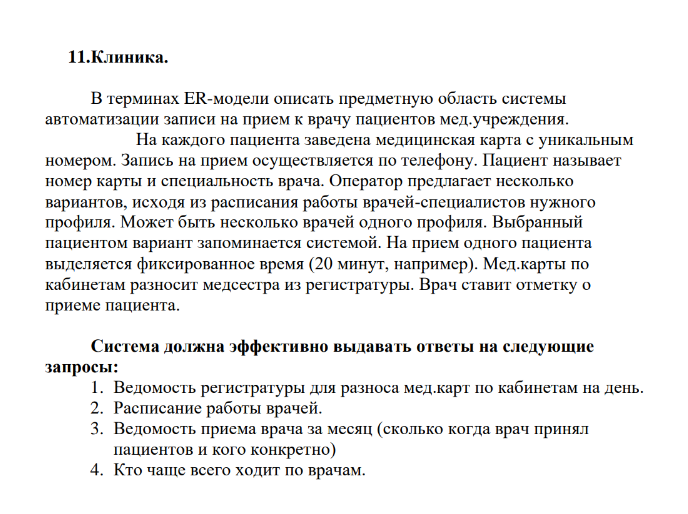 11.Клиника.
В терминах ER-модели описать предметную область системы
автоматизации записи на прием к врачу пациентов мед.учреждения.
На каждого пациента заведена медицинская карта с уникальным
номером. Запись на прием осуществляется по телефону. Пациент называет
номер карты и специальность врача. Оператор предлагает несколько
вариантов, исходя из расписания работы врачей-специалистов нужного
профиля. Может быть несколько врачей одного профиля. Выбранный
пациентом вариант запоминается системой. На прием одного пациента
выделяется фиксированное время (20 минут, например). Мед.карты по
кабинетам разносит медсестра из регистратуры. Врач ставит отметку о
приеме пациента.
Система должна эффективно выдавать ответы на следующие
запросы:
1. Ведомость регистратуры для разноса мед.карт по кабинетам на день.
2. Расписание работы врачей.
3. Ведомость приема врача за месяц (сколько когда врач принял
пациентов и кого конкретно)
4. Кто чаще всего ходит по врачам.